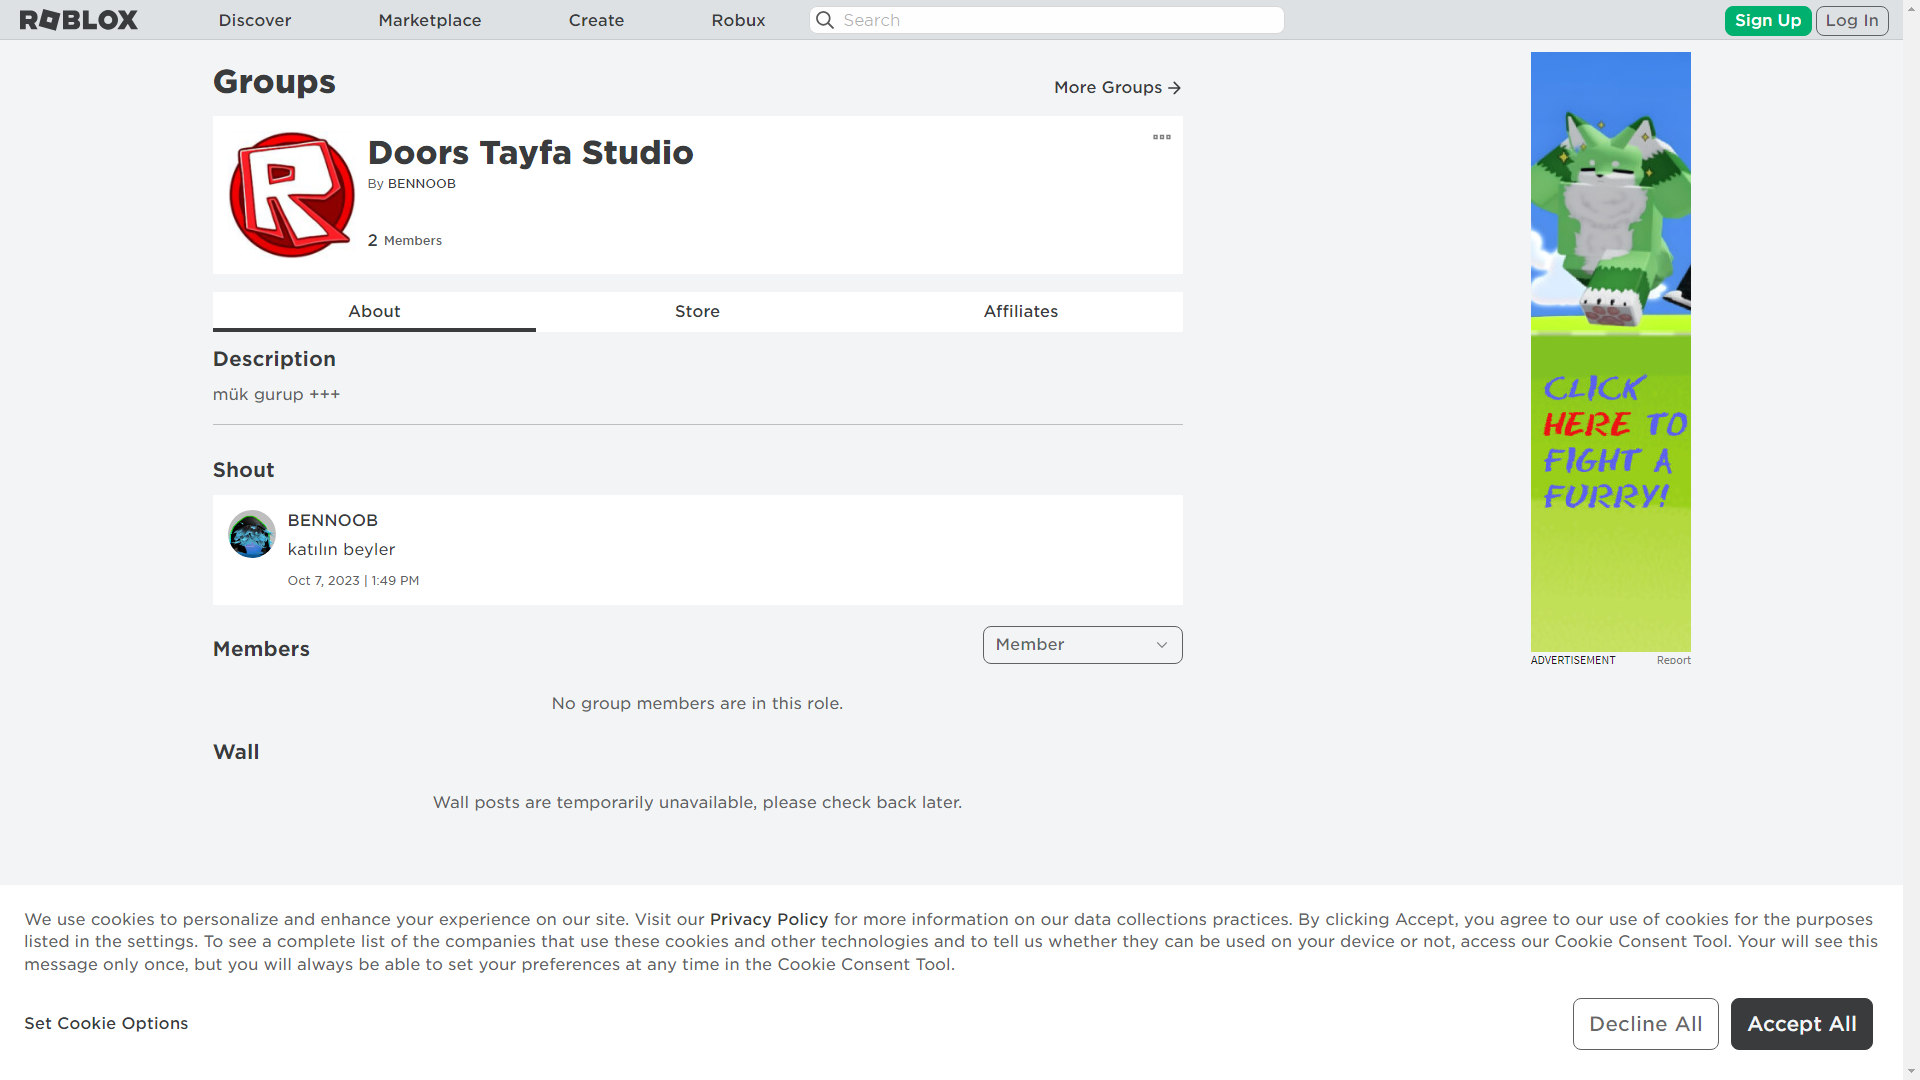 ROBLOX
Discover
Marketplace
Create
Robux
Search
Sign Up
Log In
Groups
More Groups
Doors Tayfa Studio
By BENNOOB
2 Members
About
Store
Affiliates
Description
mük gurup +++
Shout
BENNOOB
katılın beyler
Oct 7, 2023 | 1:49 PM
Members
Member
No group members are in this role.
Wall
Wall posts are temporarily unavailable, please check back later.
CLICK
HERE TO
FIGHT A
FURRY!
ADVERTISEMENT
Report
We use cookies to personalize and enhance your experience on our site. Visit our Privacy Policy for more information on our data collections practices. By clicking Accept, you agree to our use of cookies for the purposes
listed in the settings. To see a complete list of the companies that use these cookies and other technologies and to tell us whether they can be used on your device or not, access our Cookie Consent Tool. Your will see this
message only once, but you will always be able to set your preferences at any time in the Cookie Consent Tool.
Set Cookie Options
Decline All
Accept All